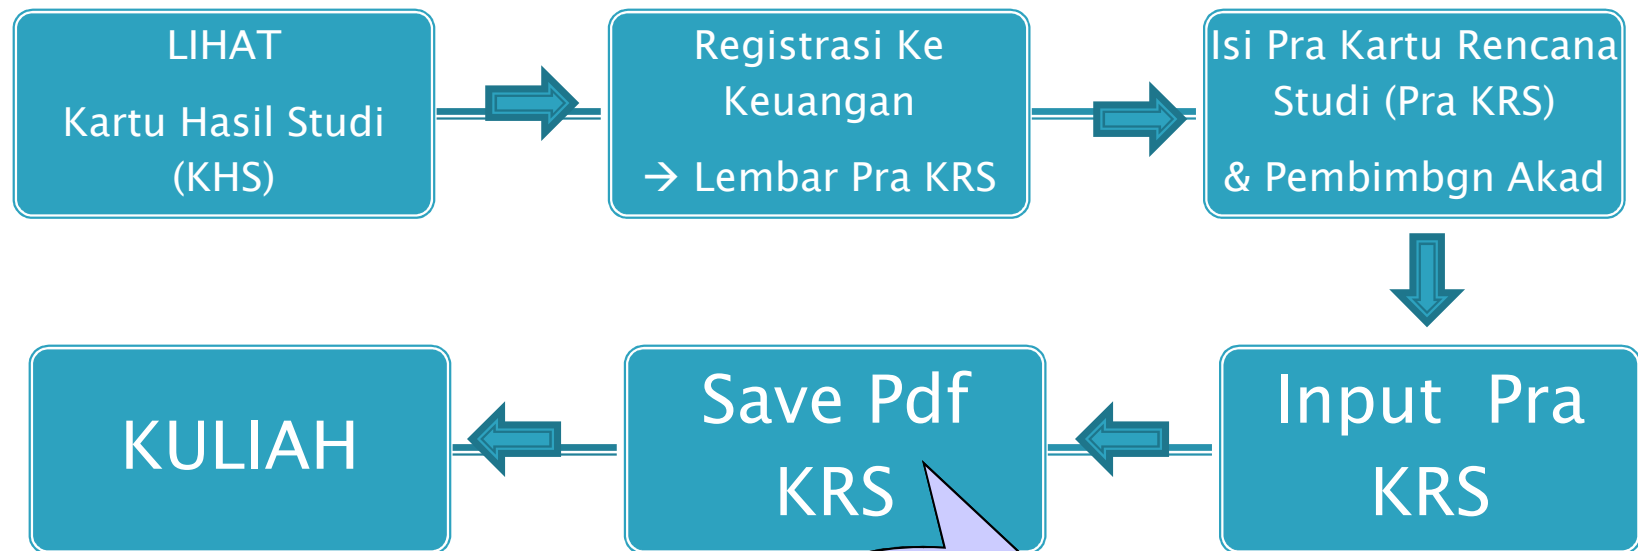 LIHAT
Kartu Hasil Studi
(KHS)
Registrasi Ke
Keuangan
→ Lembar Pra KRS
Isi Pra Kartu Rencana
Studi (Pra KRS)
& Pembimbgn Akad
Input Pra
KRS
Save Pdf
KRS
KULIAH